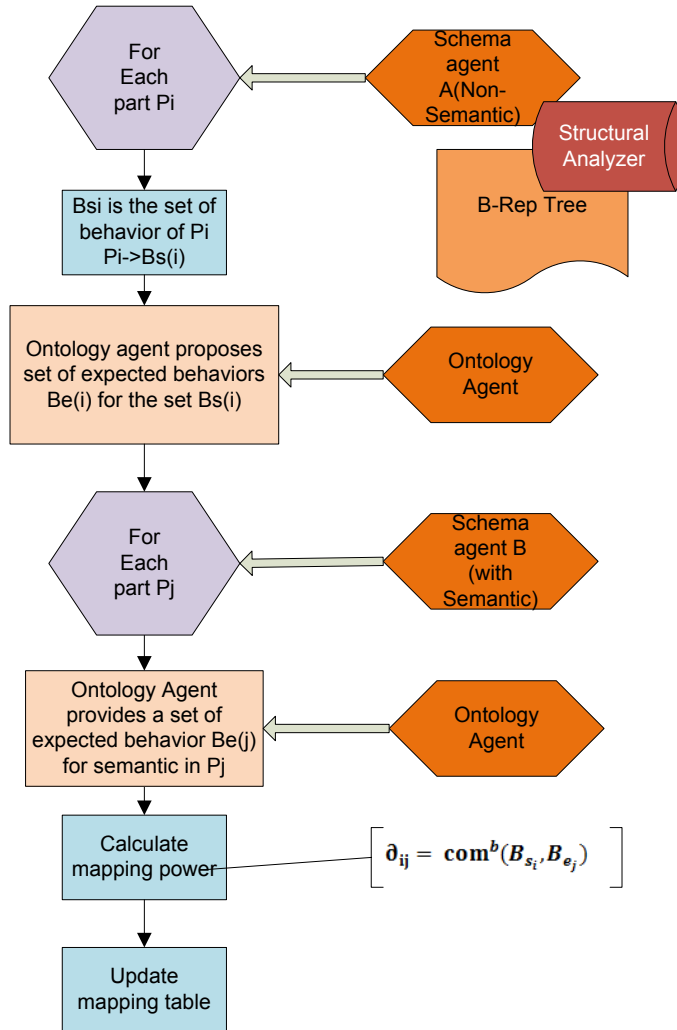 For
Each
part Pi
Schema
agent
A(Non-
Semantic)
Structural
Analyzer
B-Rep Tree
Bsi is the set of
behavior of Pi
Pi->Bs(i)
Ontology agent proposes
set of expected behaviors
Be(i) for the set Bs(i)
Ontology
Agent
For
Each
part Pj
Schema
agent B
(with
Semantic)
Ontology Agent
provides a set of
expected behavior Be(j)
for semantic in Pj
Ontology
Agent
Calculate
mapping power
∂ij = com^b(B_s_i, B_e_j)
Update
mapping table